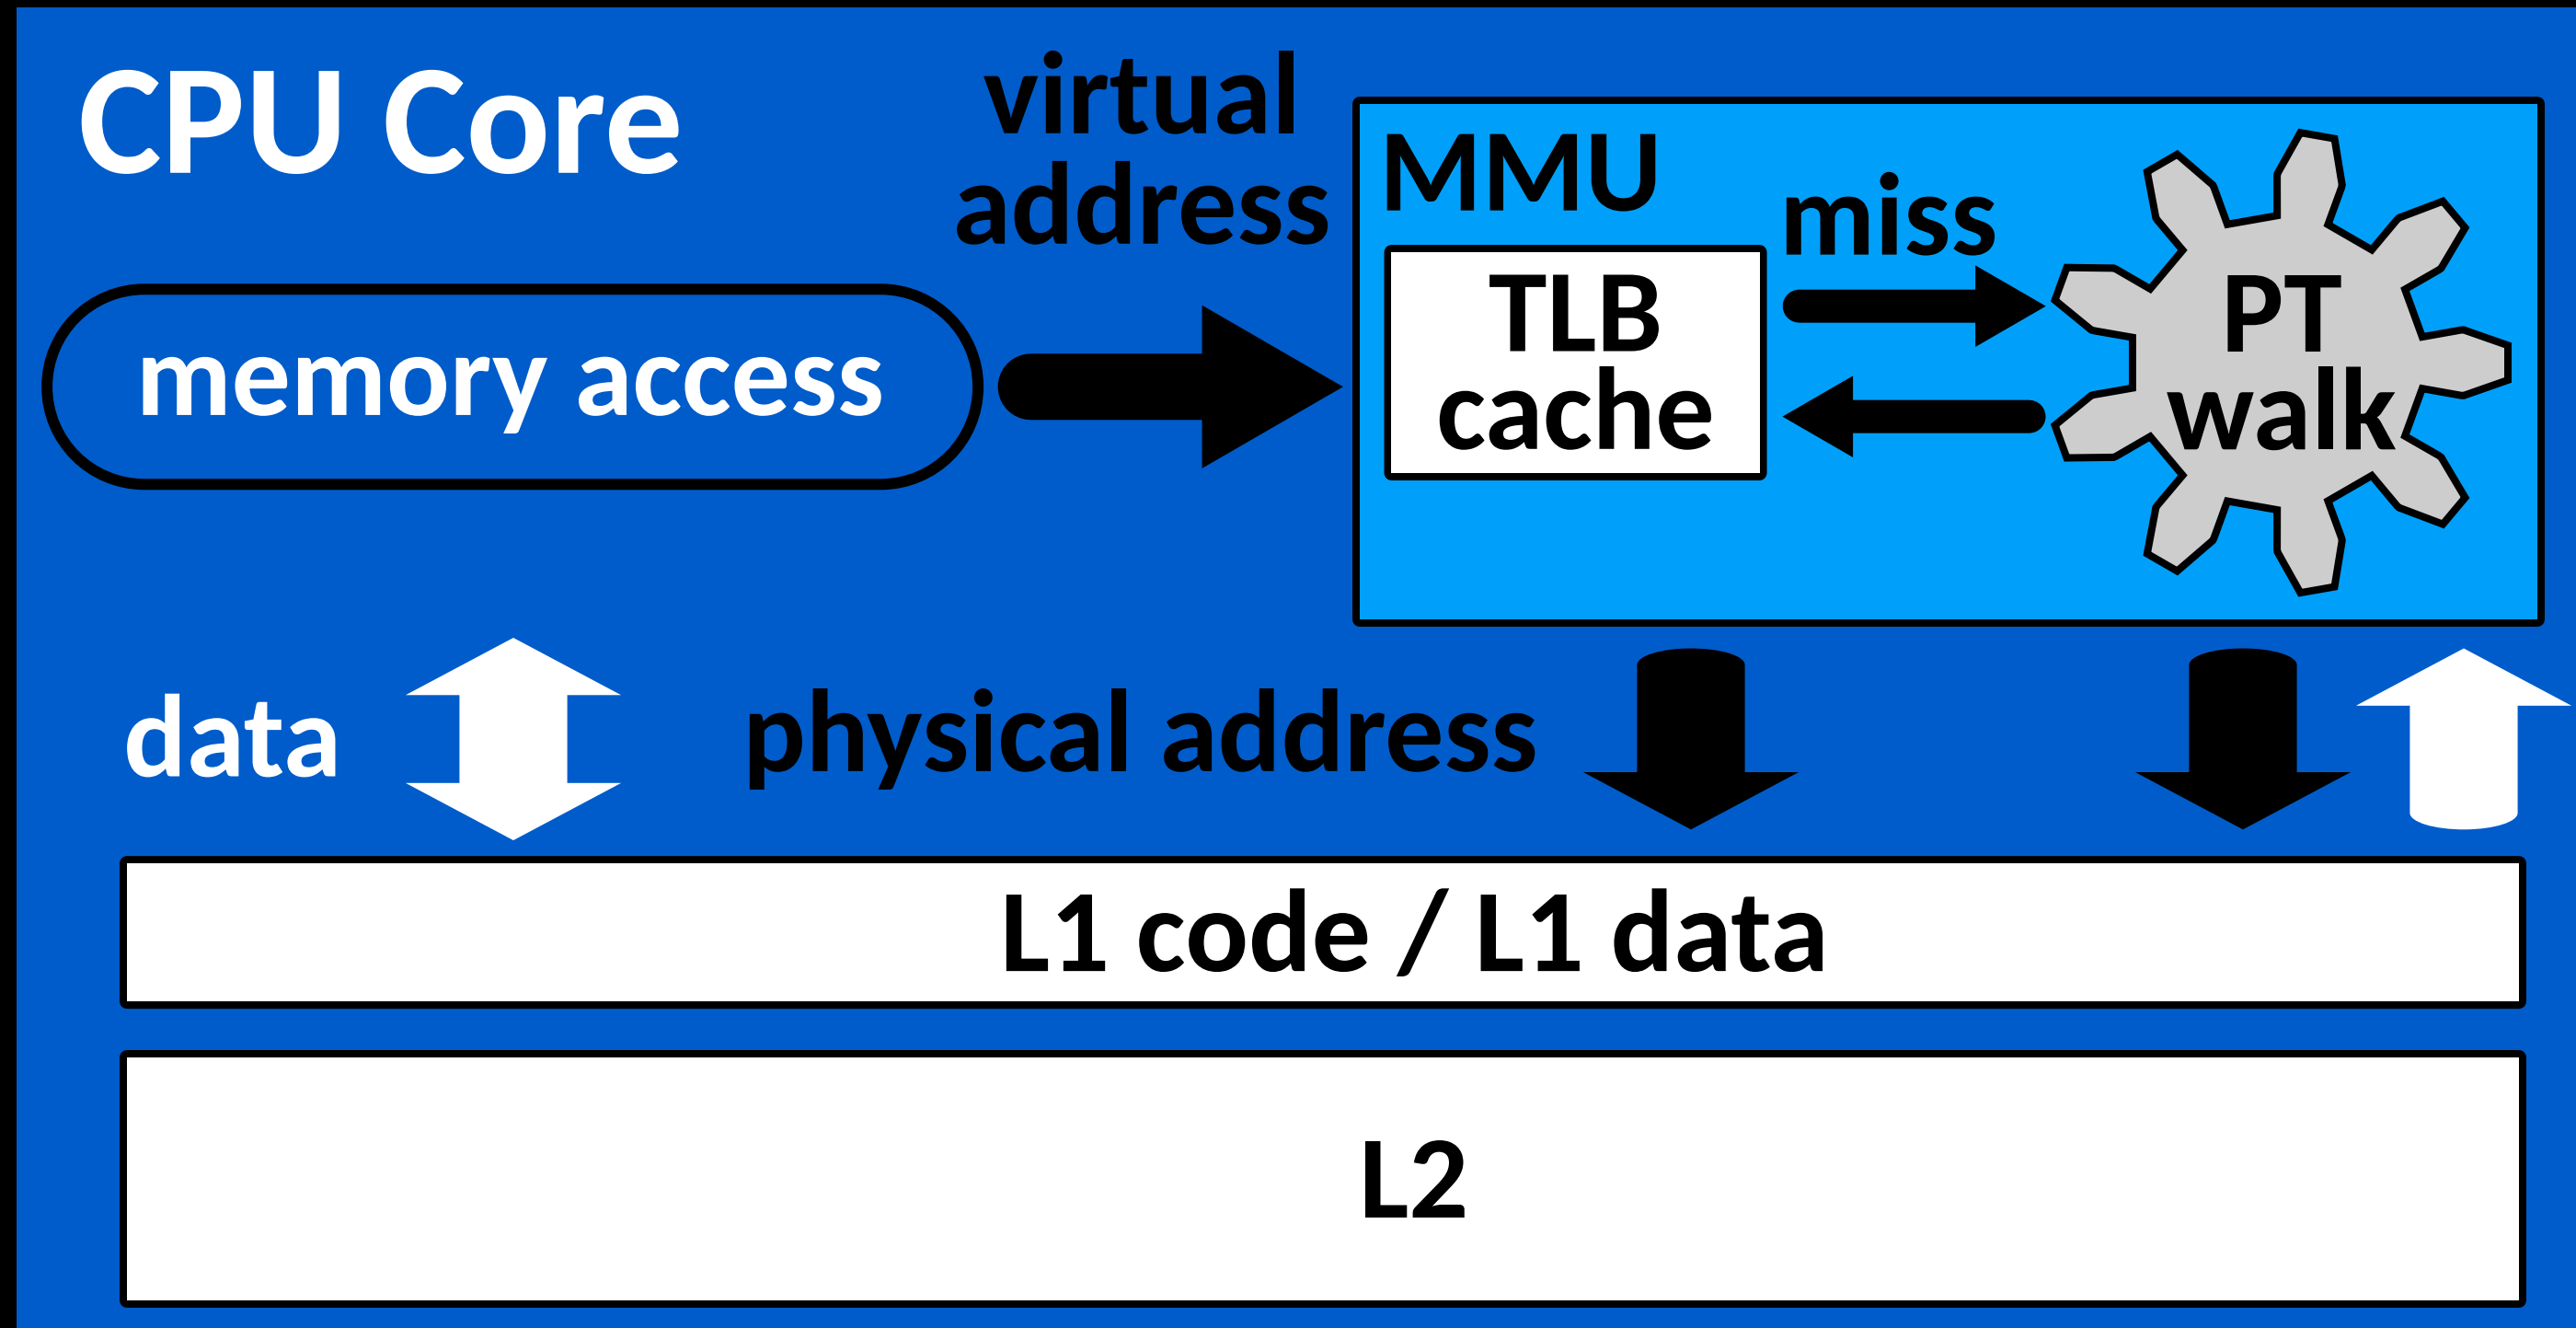 CPU Core
virtual
address
MMU
miss
TLB
cache
PT
walk
memory access
data
physical address
L1 code / L1 data
L2